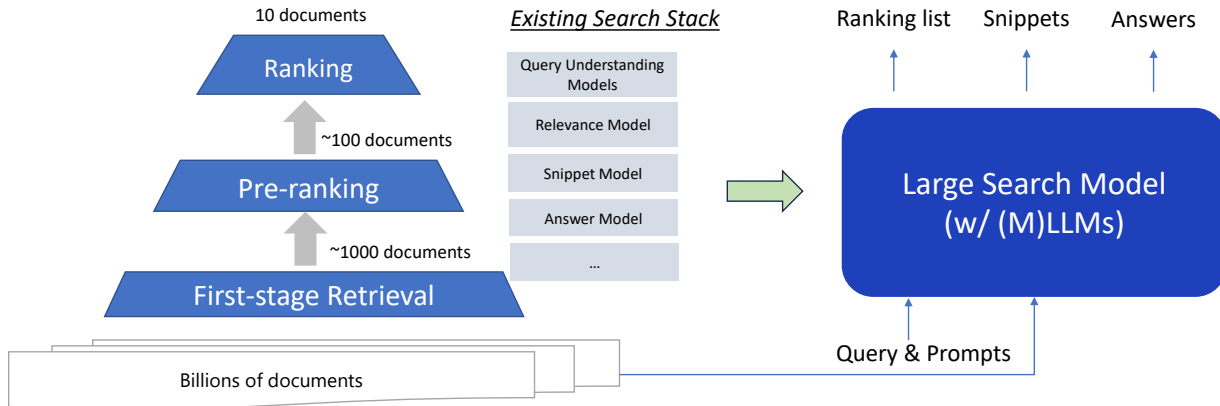 10 documents
Ranking
~100 documents
Pre-ranking
~1000 documents
First-stage Retrieval
Billions of documents
Existing Search Stack
Query Understanding
Models
Relevance Model
Snippet Model
Answer Model
...
Ranking list
Snippets
Answers
Large Search Model
(w/ (M)LLMs)
Query & Prompts